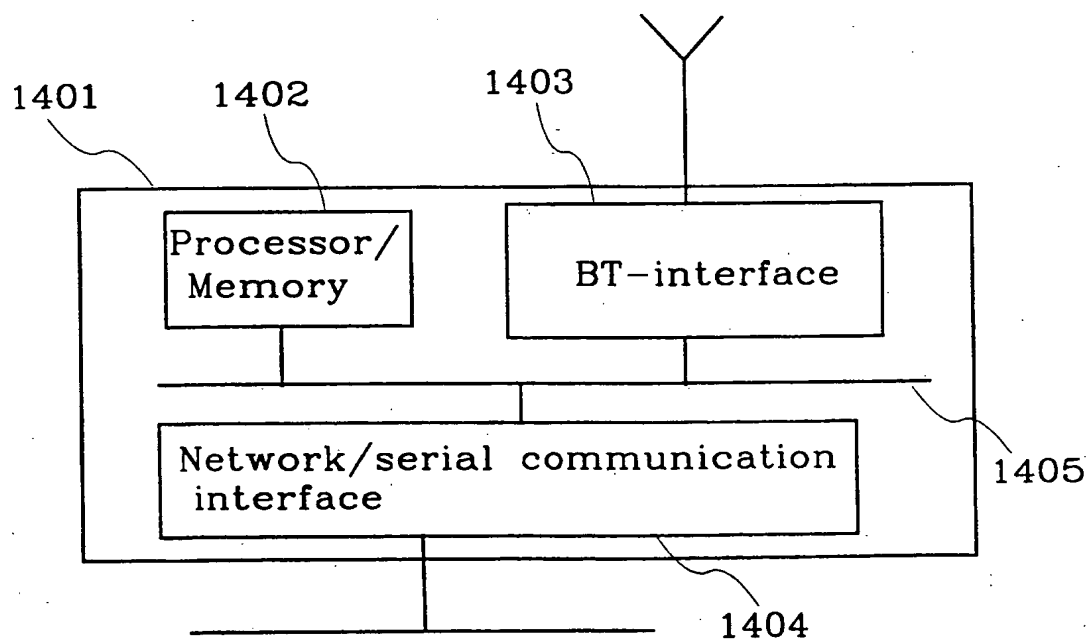 1401
1402
1403
Processor/
Memory
BT-interface
Network/serial communication
interface
1405
1404